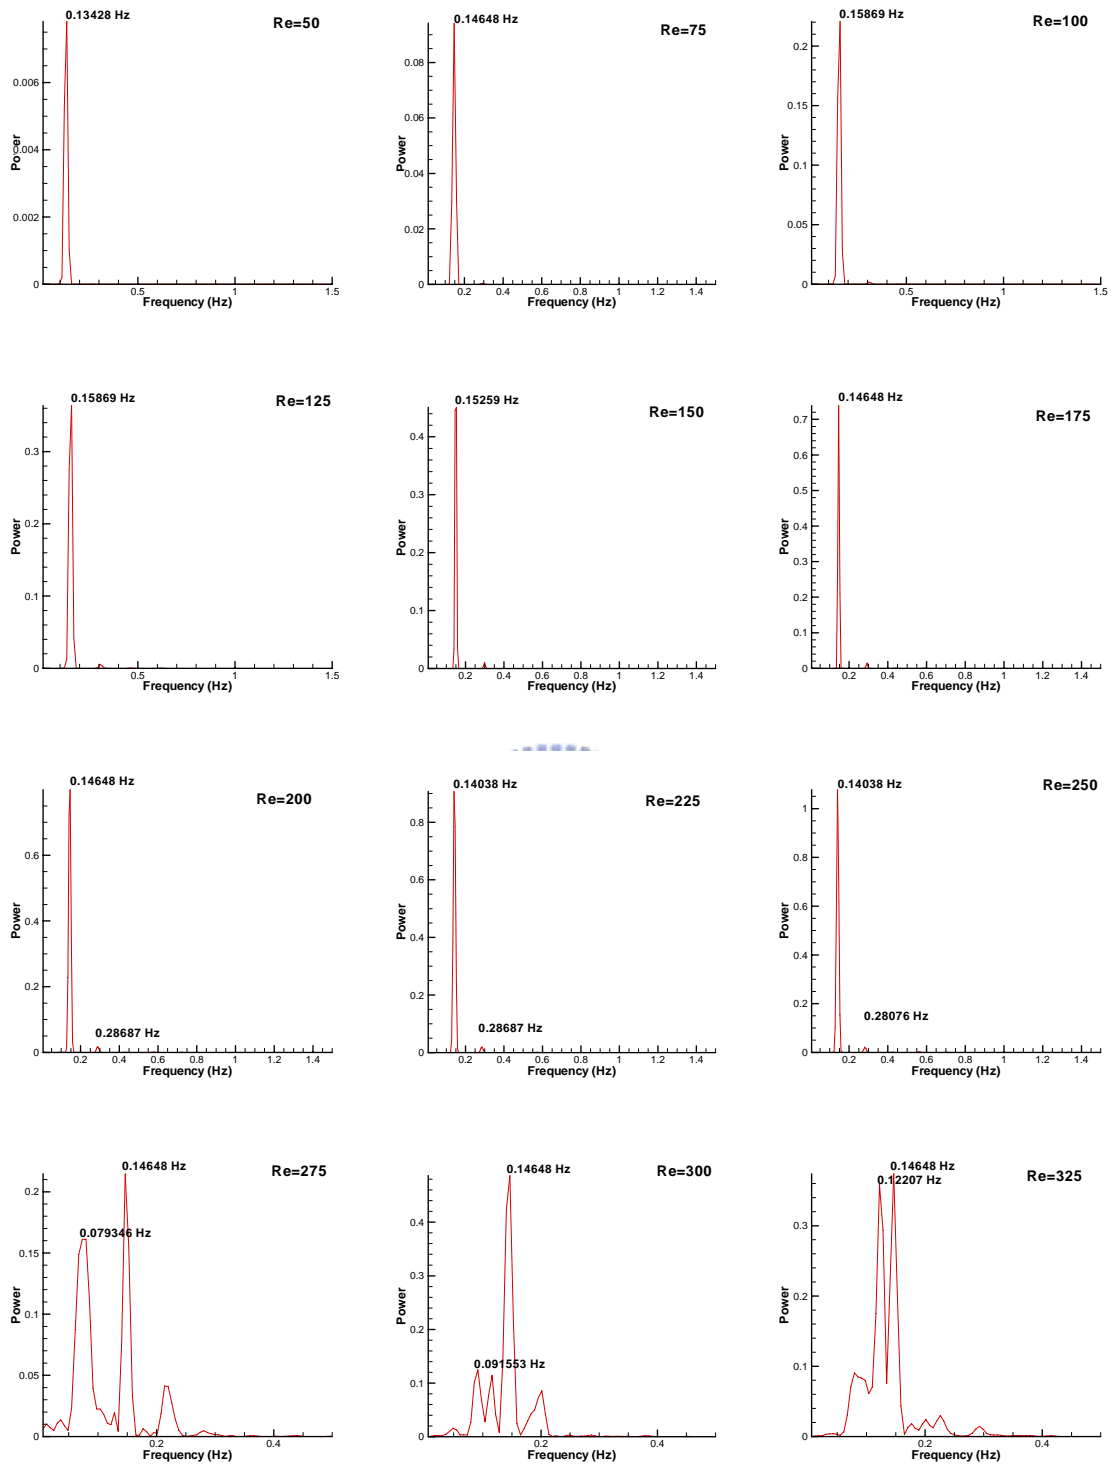 0.13428 Hz
Re=50
0.006
0.004
0.002
0
Power
0.5
1
1.5
Frequency (Hz)
0.14648 Hz
Re=75
0.08
0.06
0.04
0.02
0
Power
0.2
0.4
0.6
0.8
1
1.2
1.4
Frequency (Hz)
0.15869 Hz
Re=100
0.2
0.15
0.1
0.05
0
Power
0.5
1
1.5
Frequency (Hz)
0.15869 Hz
Re=125
0.3
0.2
0.1
0
Power
0.5
1
1.5
Frequency (Hz)
0.15259 Hz
Re=150
0.4
0.3
0.2
0.1
0
Power
0.2
0.4
0.6
0.8
1
1.2
1.4
Frequency (Hz)
0.14648 Hz
Re=175
0.7
0.6
0.5
0.4
0.3
0.2
0.1
0
Power
0.2
0.4
0.6
0.8
1
1.2
1.4
Frequency (Hz)
0.14648 Hz
Re=200
0.6
0.4
0.2
0
Power
0.28687 Hz
0.2
0.4
0.6
0.8
1
1.2
1.4
Frequency (Hz)
0.14038 Hz
Re=225
0.8
0.6
0.4
0.2
0
Power
0.28687 Hz
0.2
0.4
0.6
0.8
1
1.2
1.4
Frequency (Hz)
0.14038 Hz
Re=250
1
0.8
0.6
0.4
0.2
0
Power
0.28076 Hz
0.2
0.4
0.6
0.8
1
1.2
1.4
Frequency (Hz)
0.14648 Hz
Re=275
0.079346 Hz
0.2
0.15
0.1
0.05
0
Power
0.2
0.4
Frequency (Hz)
0.14648 Hz
Re=300
0.091553 Hz
0.4
0.3
0.2
0.1
0
Power
0.2
0.4
Frequency (Hz)
0.14648 Hz
0.12207 Hz
Re=325
0.3
0.2
0.1
0
Power
0.2
0.4
Frequency (Hz)